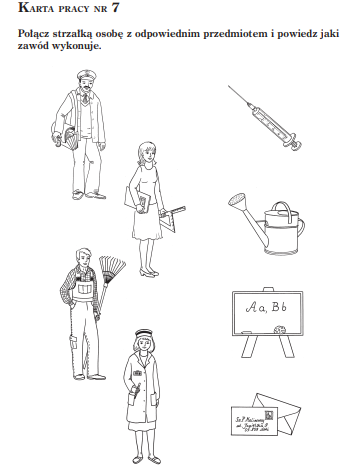 Karta pracy nr 7
Połącz strzałką osobę z odpowiednim przedmiotem i powiedz jaki
zawód wykonuje.
Aa, Bb